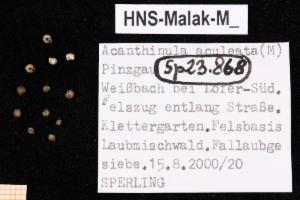 HNS-Malak-M_
Acanthinula aculeata(M)
Pinzgau
Sp23.868
Weißbach bei Lofer-Süd.
Felszug entlang Straße.
Klettergarten.Felsbasis
Laubmischwald.Fallaubge
siebe.15.8.2000/20
SPERLING